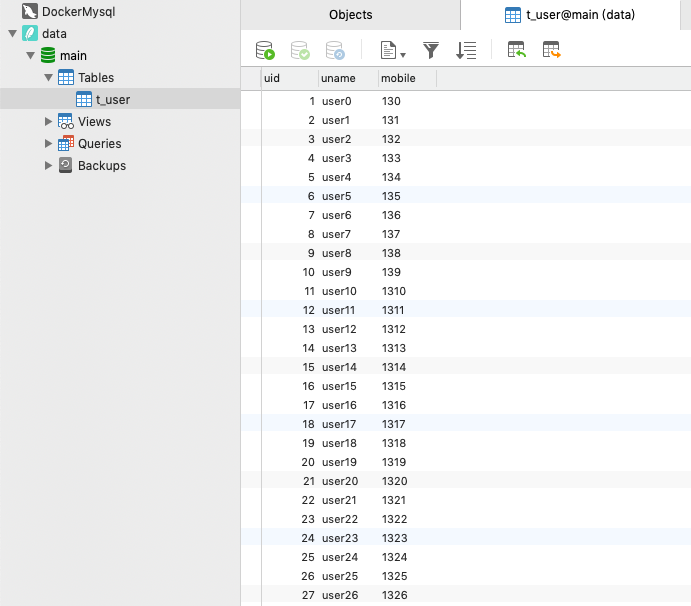 DockerMysql
data
main
Tables
t_user
Views
Queries
Backups
Objects
t_user@main (data)
uid uname mobile
1 user0 130
2 user1 131
3 user2 132
4 user3 133
5 user4 134
6 user5 135
7 user6 136
8 user7 137
9 user8 138
10 user9 139
11 user10 1310
12 user11 1311
13 user12 1312
14 user13 1313
15 user14 1314
16 user15 1315
17 user16 1316
18 user17 1317
19 user18 1318
20 user19 1319
21 user20 1320
22 user21 1321
23 user22 1322
24 user23 1323
25 user24 1324
26 user25 1325
27 user26 1326